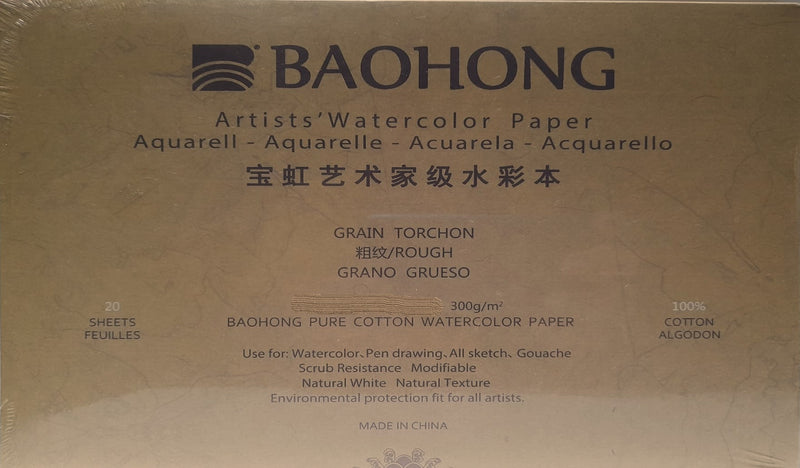 BAOHONG
Artists' Watercolor Paper
Aquarell - Aquarelle - Acuarela - Acquarello
宝虹艺术家级水彩本
GRAIN TORCHON
粗纹/ROUGH
GRANO GRUESO
300g/m²
BAOHONG PURE COTTON WATERCOLOR PAPER
20
SHEETS
FEUILLES
100%
COTTON
ALGODON
Use for: Watercolor、Pen drawing、All sketch、Gouache
Scrub Resistance Modifiable
Natural White Natural Texture
Environmental protection fit for all artists.
MADE IN CHINA